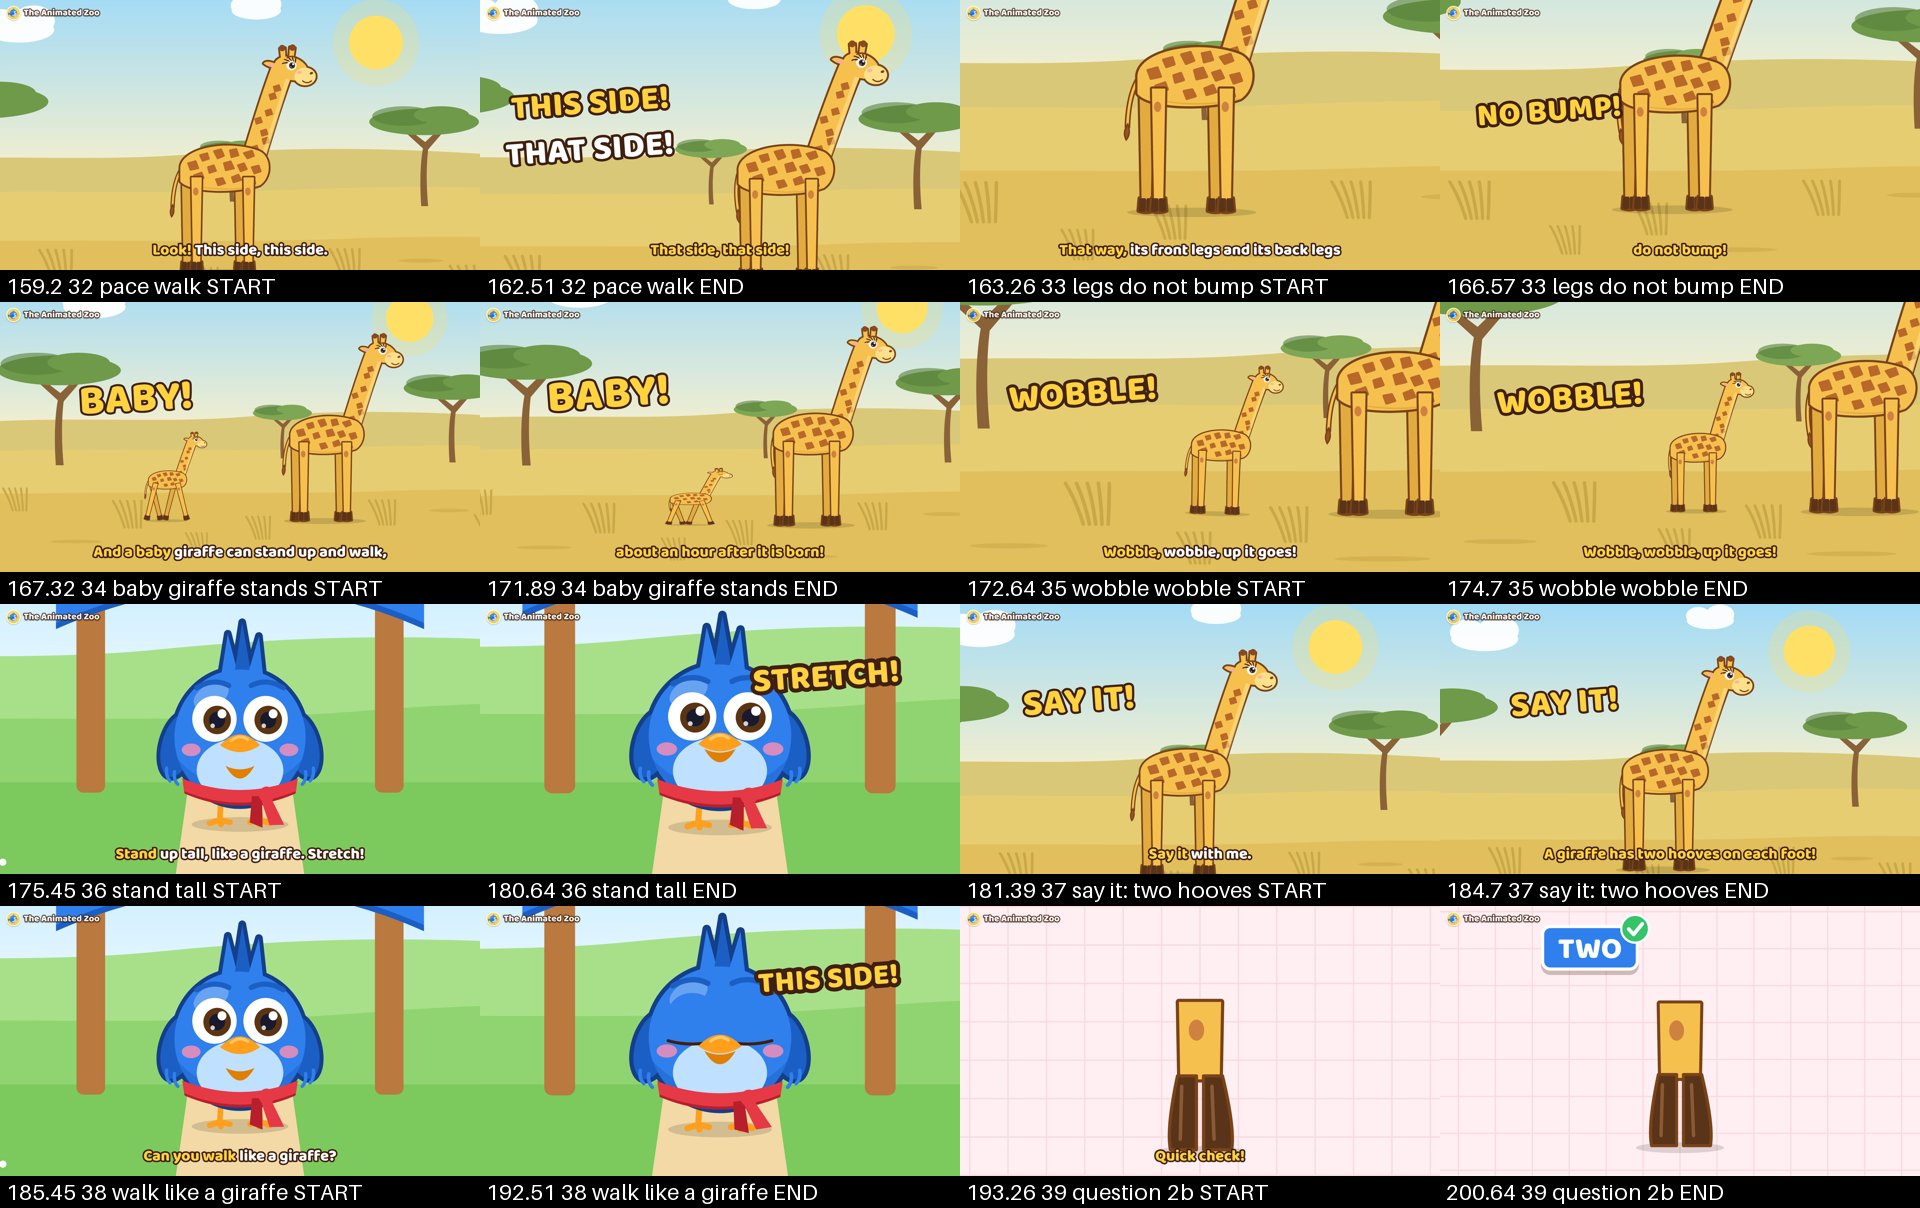 The Animated Zoo
Look! This side, this side.
159.2 32 pace walk START
The Animated Zoo
THIS SIDE!
THAT SIDE!
That side, that side!
162.51 32 pace walk END
The Animated Zoo
That way, its front legs and its back legs
163.26 33 legs do not bump START
The Animated Zoo
NO BUMP!
do not bump!
166.57 33 legs do not bump END
The Animated Zoo
BABY!
And a baby giraffe can stand up and walk,
167.32 34 baby giraffe stands START
The Animated Zoo
BABY!
about an hour after it is born!
171.89 34 baby giraffe stands END
The Animated Zoo
WOBBLE!
Wobble, wobble, up it goes!
172.64 35 wobble wobble START
The Animated Zoo
WOBBLE!
Wobble, wobble, up it goes!
174.7 35 wobble wobble END
The Animated Zoo
Stand up tall, like a giraffe. Stretch!
175.45 36 stand tall START
The Animated Zoo
STRETCH!
180.64 36 stand tall END
The Animated Zoo
SAY IT!
Say it with me.
181.39 37 say it: two hooves START
The Animated Zoo
SAY IT!
A giraffe has two hooves on each foot!
184.7 37 say it: two hooves END
The Animated Zoo
Can you walk like a giraffe?
185.45 38 walk like a giraffe START
The Animated Zoo
THIS SIDE!
192.51 38 walk like a giraffe END
The Animated Zoo
Quick check!
193.26 39 question 2b START
The Animated Zoo
TWO
200.64 39 question 2b END